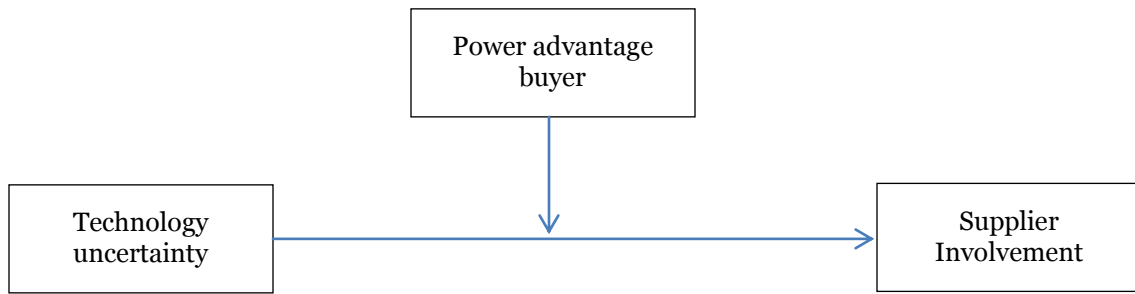 Power advantage
buyer
Technology
uncertainty
Supplier
Involvement